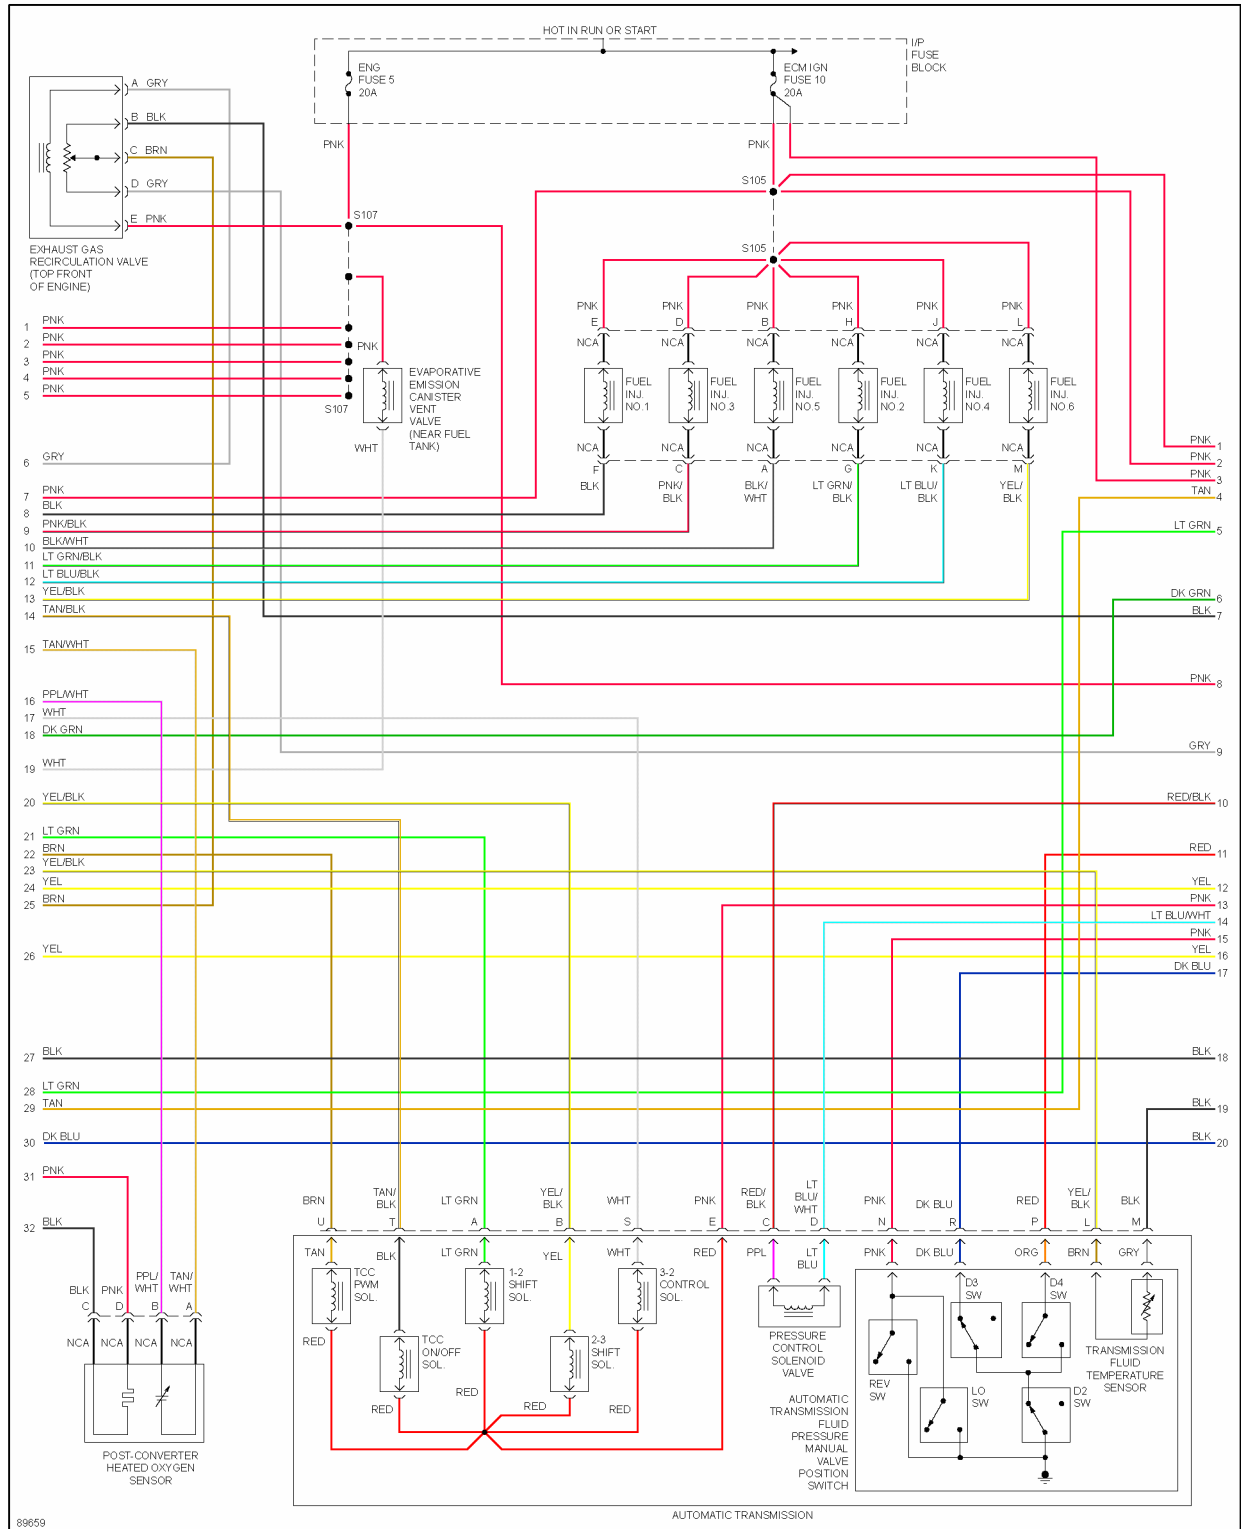 HOT IN RUN OR START
I/P
FUSE
BLOCK
ENG
FUSE 5
20A
ECM IGN
FUSE 10
20A
A GRY
B BLK
C BRN
D GRY
E PNK
PNK
PNK
S105
S107
EXHAUST GAS
RECIRCULATION VALVE
(TOP FRONT
OF ENGINE)
S105
PNK PNK PNK PNK PNK PNK
E D B H J L
NCA NCA NCA NCA NCA NCA
1 PNK
2 PNK
3 PNK
4 PNK
5 PNK
PNK
S107
EVAPORATIVE
EMISSION
CANISTER
VENT
VALVE
(NEAR FUEL
TANK)
WHT
FUEL
INJ.
NO.1
FUEL
INJ.
NO.3
FUEL
INJ.
NO.5
FUEL
INJ.
NO.2
FUEL
INJ.
NO.4
FUEL
INJ.
NO.6
NCA NCA NCA NCA NCA NCA
F C A G K M
BLK
PNK/
BLK
BLK/
WHT
LT GRN/
BLK
LT BLU/
BLK
YEL/
BLK
6 GRY
7 PNK
8 BLK
9 PNK/BLK
10 BLK/WHT
11 LT GRN/BLK
12 LT BLU/BLK
13 YEL/BLK
14 TAN/BLK
15 TAN/WHT
16 PPL/WHT
17 WHT
18 DK GRN
19 WHT
20 YEL/BLK
21 LT GRN
22 BRN
23 YEL/BLK
24 YEL
25 BRN
26 YEL
27 BLK
28 LT GRN
29 TAN
30 DK BLU
31 PNK
32 BLK
PNK 1
PNK 2
PNK 3
TAN 4
LT GRN 5
DK GRN 6
BLK 7
PNK 8
GRY 9
RED/BLK 10
RED 11
YEL 12
PNK 13
LT BLU/WHT 14
PNK 15
YEL 16
DK BLU 17
BLK 18
BLK 19
BLK 20
BRN
TAN/
BLK
LT GRN
YEL/
BLK
WHT
PNK
RED/
BLK
LT
BLU/
WHT
PNK
DK BLU
RED
YEL/
BLK
BLK
U T A B S E C D N R P L M
TAN BLK LT GRN YEL WHT RED PPL
LT
BLU
PNK DK BLU ORG BRN GRY
BLK PNK
PPL/
WHT
TAN/
WHT
C D B A
NCA NCA NCA NCA
POST-CONVERTER
HEATED OXYGEN
SENSOR
TCC
PWM
SOL.
1-2
SHIFT
SOL.
3-2
CONTROL
SOL.
RED
TCC
ON/OFF
SOL.
2-3
SHIFT
SOL.
RED
RED
RED
RED
PRESSURE
CONTROL
SOLENOID
VALVE
D3
SW
D4
SW
REV
SW
LO
SW
D2
SW
TRANSMISSION
FLUID
TEMPERATURE
SENSOR
AUTOMATIC
TRANSMISSION
FLUID
PRESSURE
MANUAL
VALVE
POSITION
SWITCH
AUTOMATIC TRANSMISSION
89659